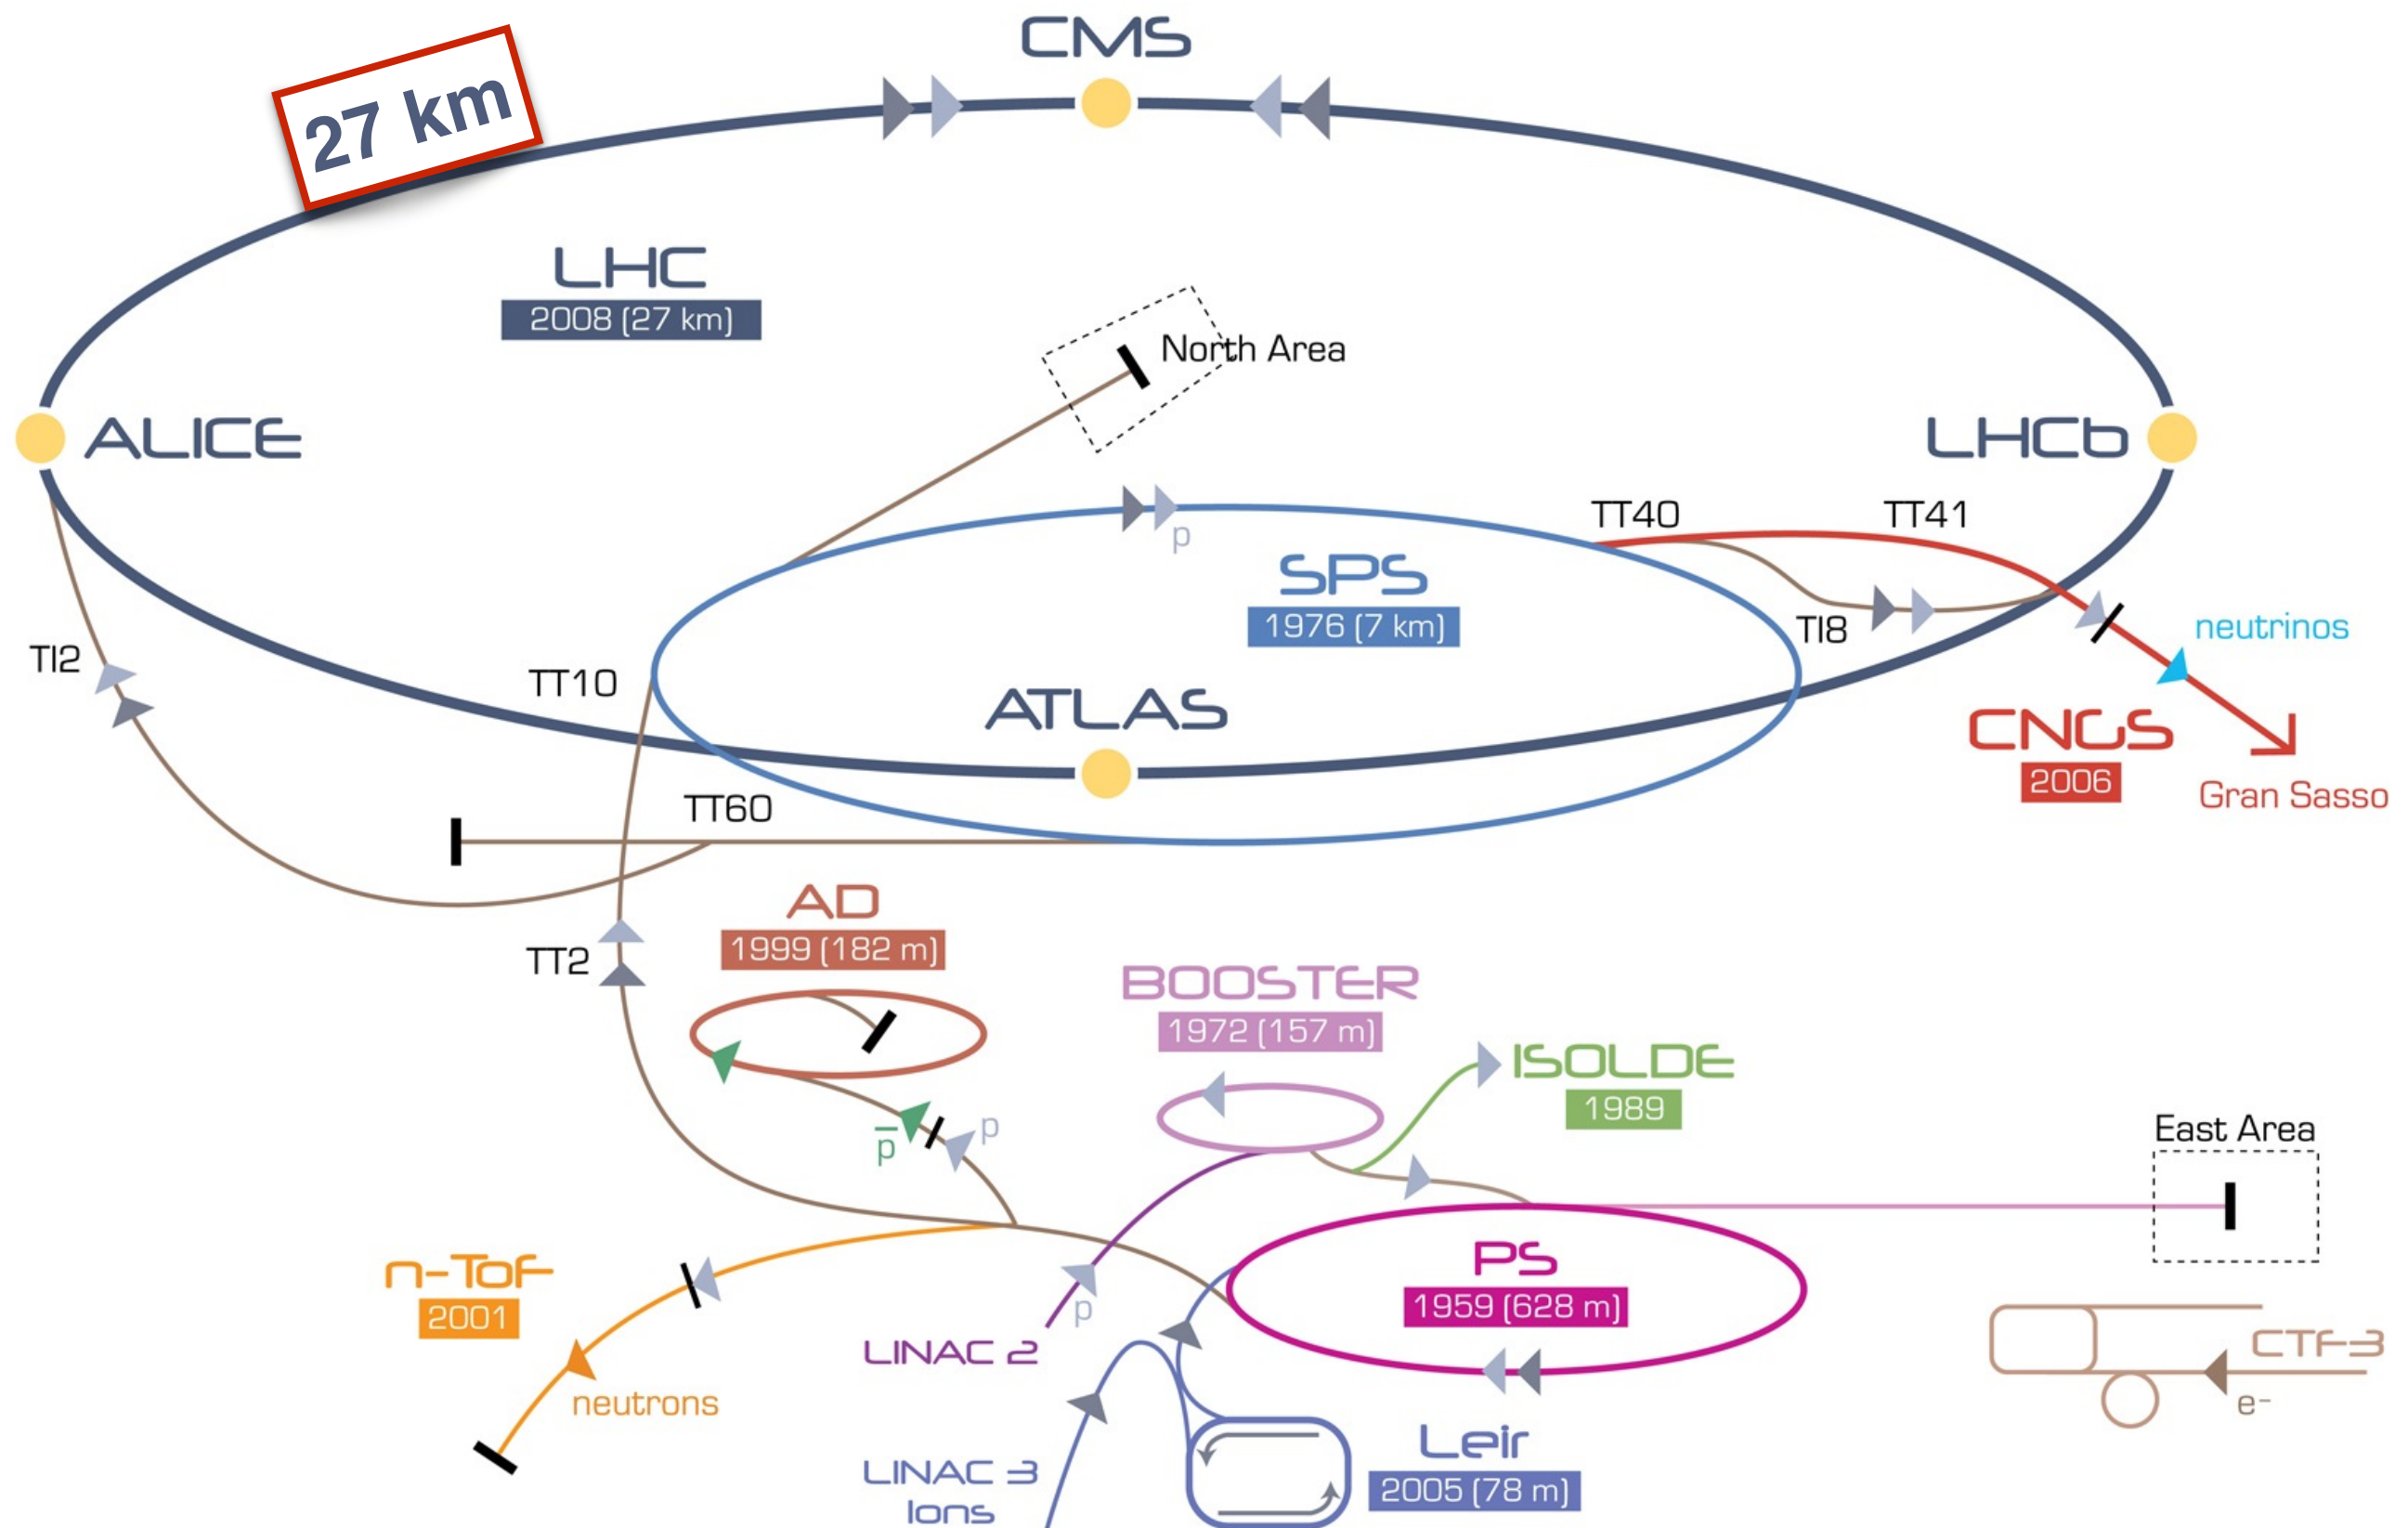 CMS
27 km
LHC
2008 (27 km)
North Area
ALICE
LHCb
TT40
TT41
p
SPS
1976 (7 km)
TI8
neutrinos
TI2
TT10
ATLAS
CNGS
2006
Gran Sasso
TT60
AD
1999 (182 m)
TT2
BOOSTER
1972 (157 m)
ISOLDE
1989
p
p̅
East Area
n-ToF
2001
neutrons
LINAC 2
p
PS
1959 (628 m)
CTF3
e⁻
LINAC 3
Ions
Leir
2005 (78 m)